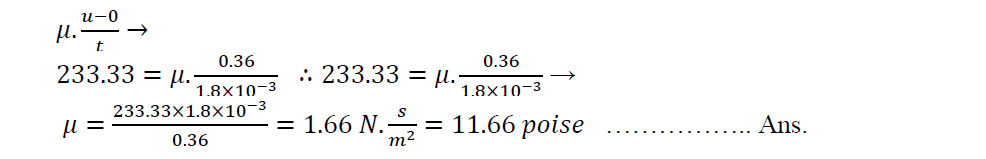 μ. u−0/t →
233.33 = μ. 0.36/1.8×10⁻³ ∴ 233.33 = μ. 0.36/1.8×10⁻³ →
μ = 233.33×1.8×10⁻³/0.36 = 1.66 N. s/m² = 11.66 poise ................. Ans.